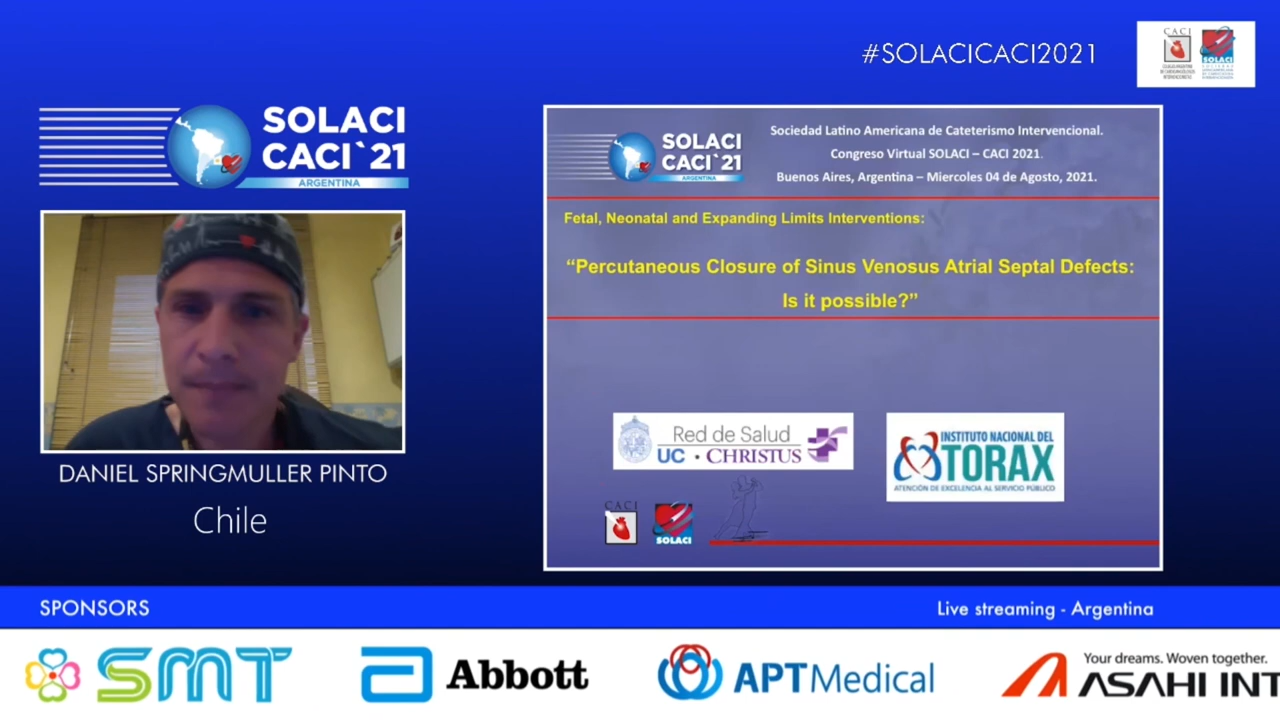 #SOLACICACI2021
CACI
SOLACI
SOLACI
CACI`21
ARGENTINA
DANIEL SPRINGMULLER PINTO
Chile
SOLACI
CACI`21
ARGENTINA
Sociedad Latino Americana de Cateterismo Intervencional.
Congreso Virtual SOLACI – CACI 2021.
Buenos Aires, Argentina – Miercoles 04 de Agosto, 2021.
Fetal, Neonatal and Expanding Limits Interventions:
“Percutaneous Closure of Sinus Venosus Atrial Septal Defects:
Is it possible?”
Red de Salud
UC • CHRISTUS
INSTITUTO NACIONAL DEL
TORAX
ATENCIÓN DE EXCELENCIA AL SERVICIO PÚBLICO
CACI
SOLACI
SPONSORS
Live streaming - Argentina
SMT
Abbott
APTMedical
Your dreams. Woven together.
ASAHI INT